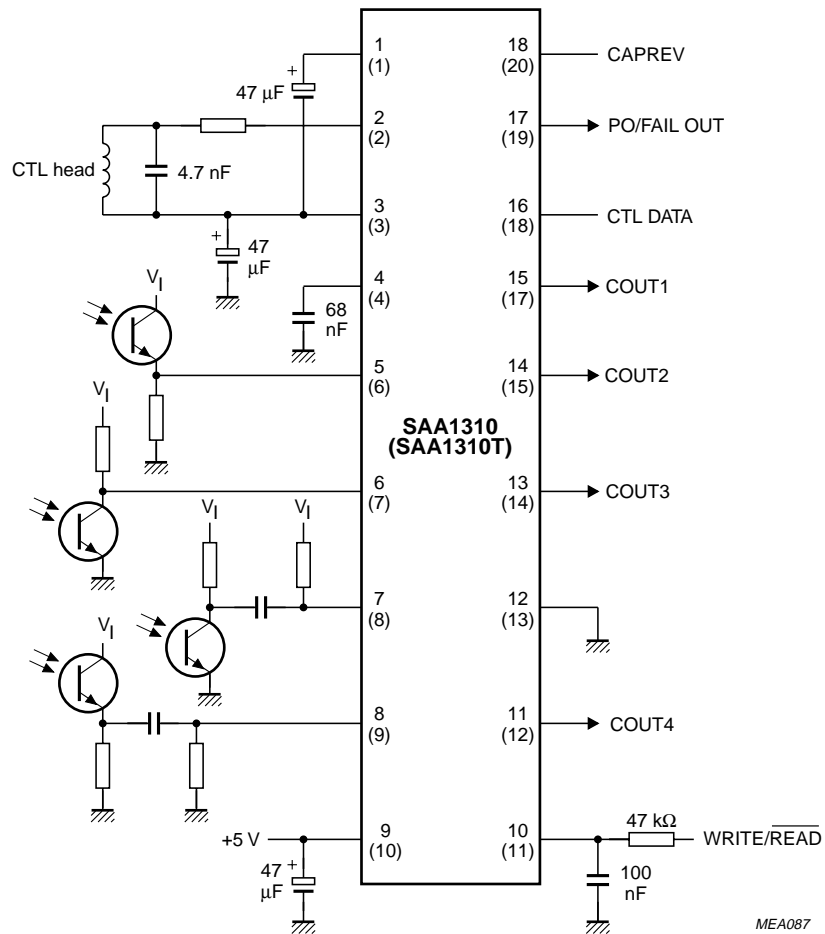 1
(1)
18
(20)
CAPREV
+
47 μF
2
(2)
17
(19)
PO/FAIL OUT
CTL head
4.7 nF
3
(3)
16
(18)
CTL DATA
+
47
μF
4
(4)
15
(17)
COUT1
VI
68
nF
5
(6)
14
(15)
COUT2
VI
SAA1310
(SAA1310T)
6
(7)
13
(14)
COUT3
VI
VI
7
(8)
12
(13)
VI
8
(9)
11
(12)
COUT4
+5 V
9
(10)
10
(11)
47 kΩ
WRITE/READ
47
μF
+
100
nF
MEA087